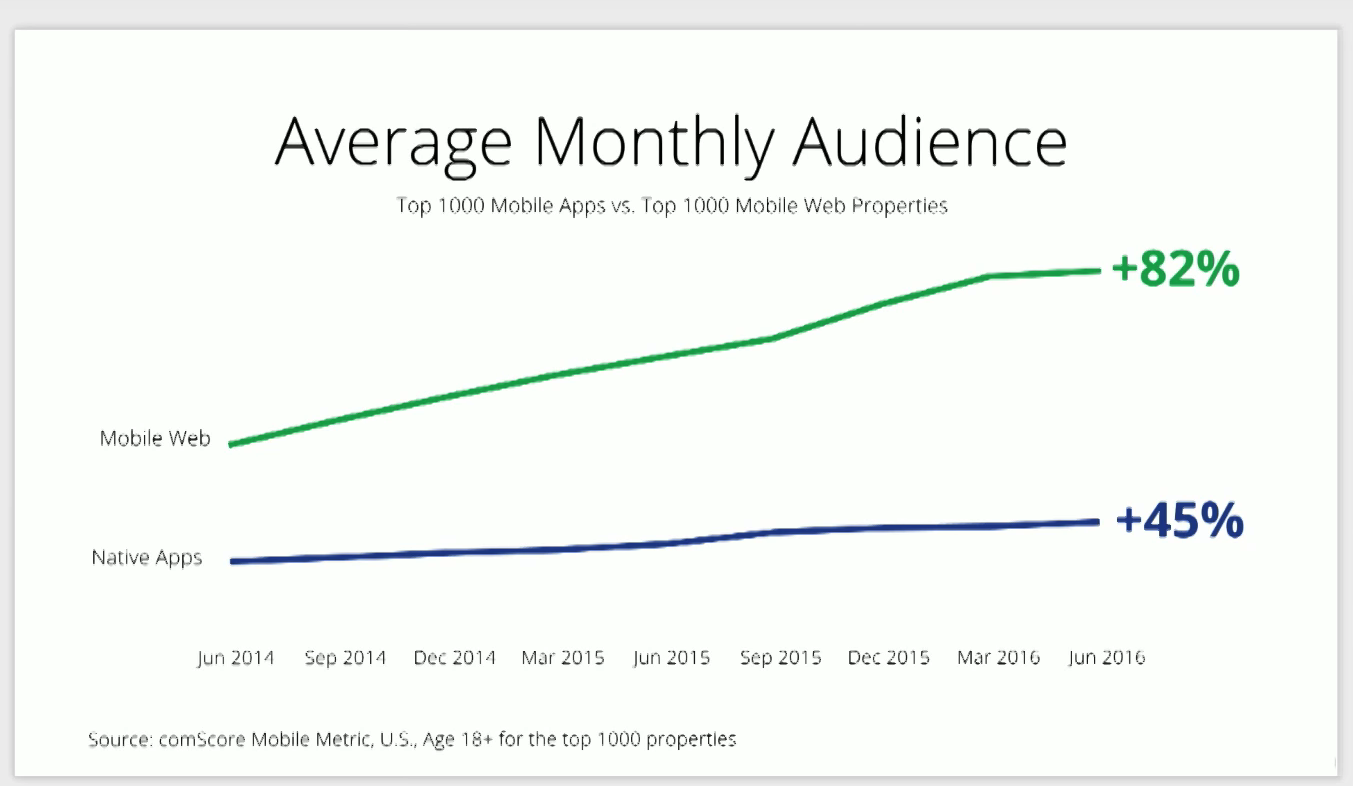 Average Monthly Audience
Top 1000 Mobile Apps vs. Top 1000 Mobile Web Properties
+82%
Mobile Web
+45%
Native Apps
Jun 2014 Sep 2014 Dec 2014 Mar 2015 Jun 2015 Sep 2015 Dec 2015 Mar 2016 Jun 2016
Source: comScore Mobile Metric, U.S., Age 18+ for the top 1000 properties